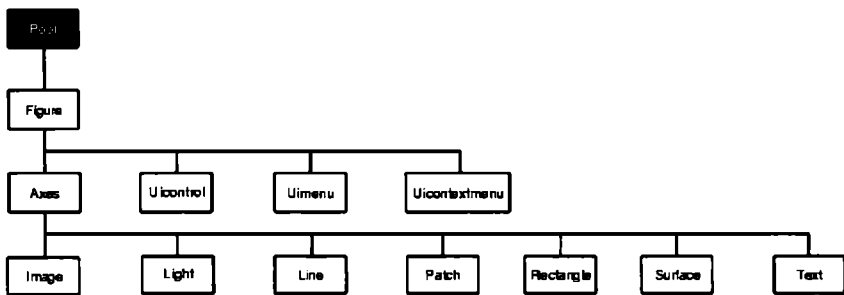 Root
Figure
Axes Uicontrol Uimenu Uicontextmenu
Image Light Line Patch Rectangle Surface Text